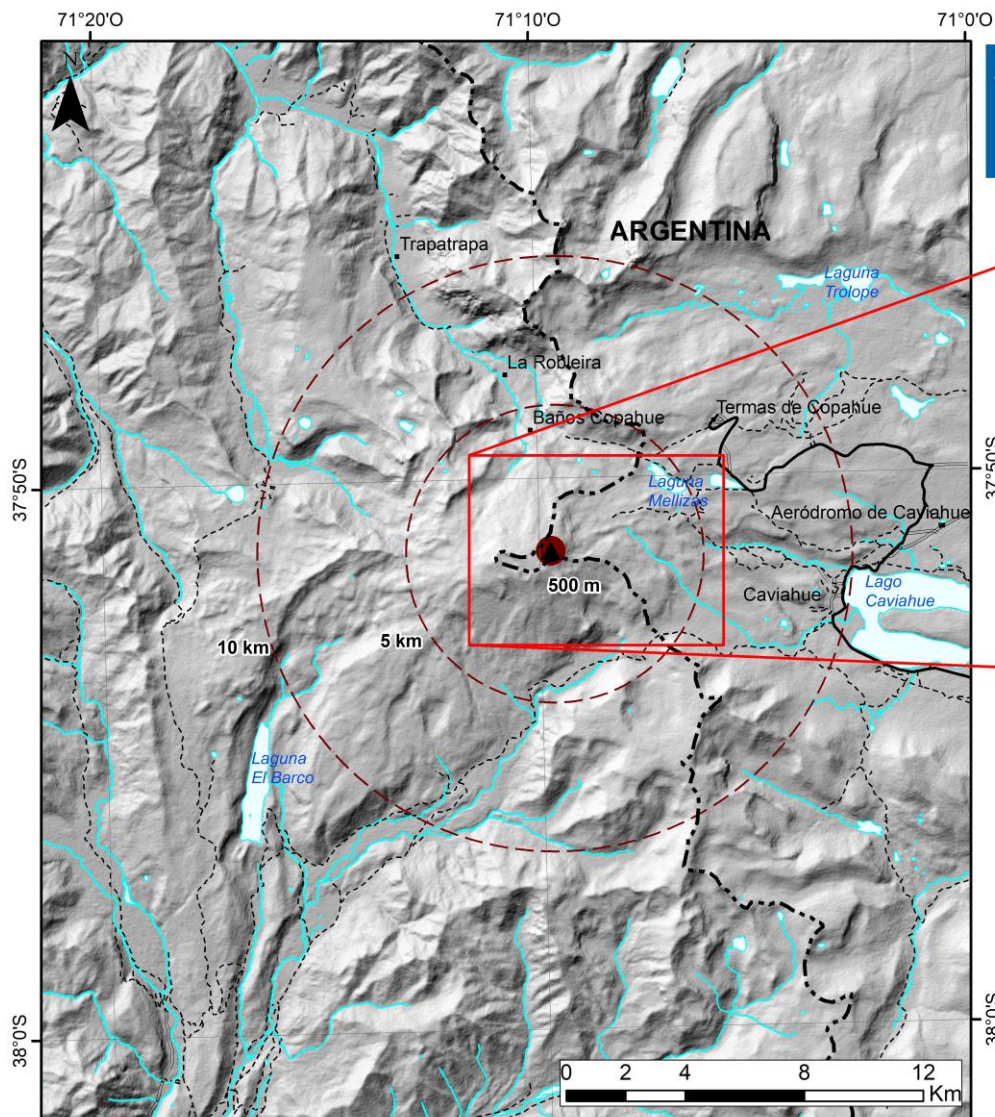 71°20'O
71°10'O
71°0'O
N
ARGENTINA
Trapatrapa
Laguna
Trolope
La Robleira
Termas de Copahue
Baños Copahue
37°50'S
37°50'S
Laguna
Mellizas
Aeródromo de Caviahue
500 m
Caviahue
Lago
Caviahue
10 km
5 km
Laguna
El Barco
38°0'S
38°0'S
0 2 4 8 12
Km